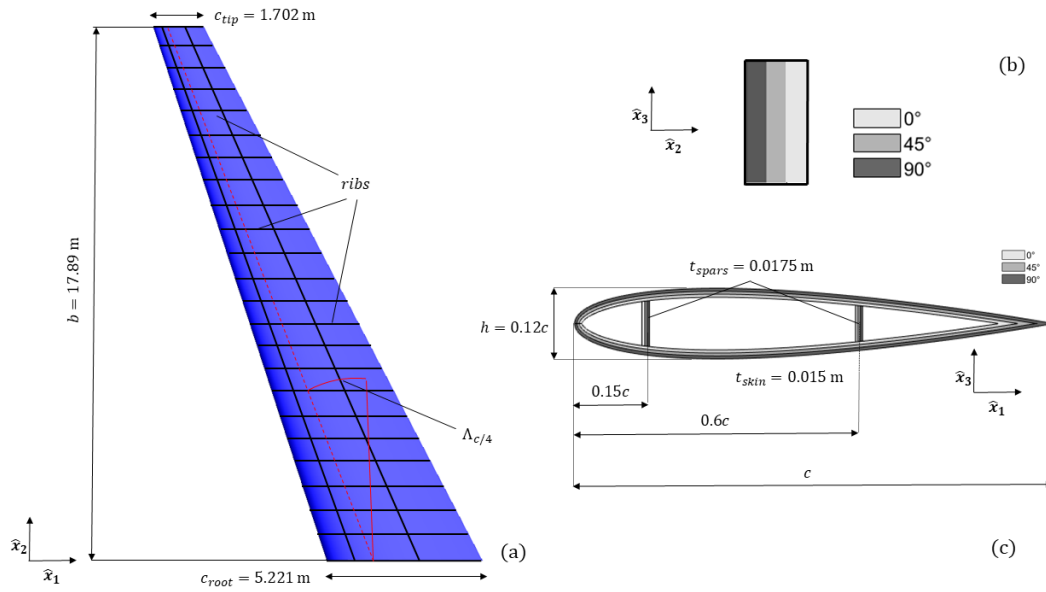 c_tip = 1.702 m
b = 17.89 m
ribs
Λ_c/4
x̂₂
x̂₁
(a)
c_root = 5.221 m
(b)
x̂₃
x̂₂
0°
45°
90°
0°
45°
90°
t_spars = 0.0175 m
h = 0.12c
t_skin = 0.015 m
0.15c
x̂₃
x̂₁
0.6c
c
(c)